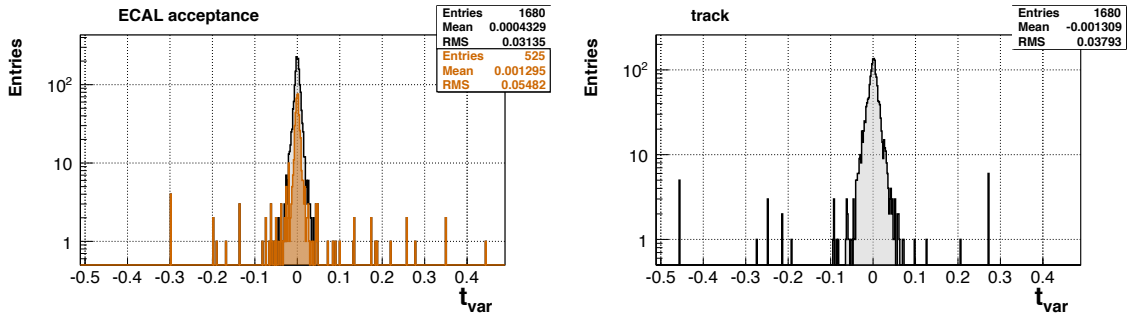 ECAL acceptance
Entries 1680
Mean 0.0004329
RMS 0.03135
Entries 525
Mean 0.001295
RMS 0.05482
Entries
10²
10
1
-0.5 -0.4 -0.3 -0.2 -0.1 0 0.1 0.2 0.3 0.4
t_var
track
Entries 1680
Mean -0.001309
RMS 0.03793
Entries
10²
10
1
-0.5 -0.4 -0.3 -0.2 -0.1 0 0.1 0.2 0.3 0.4
t_var